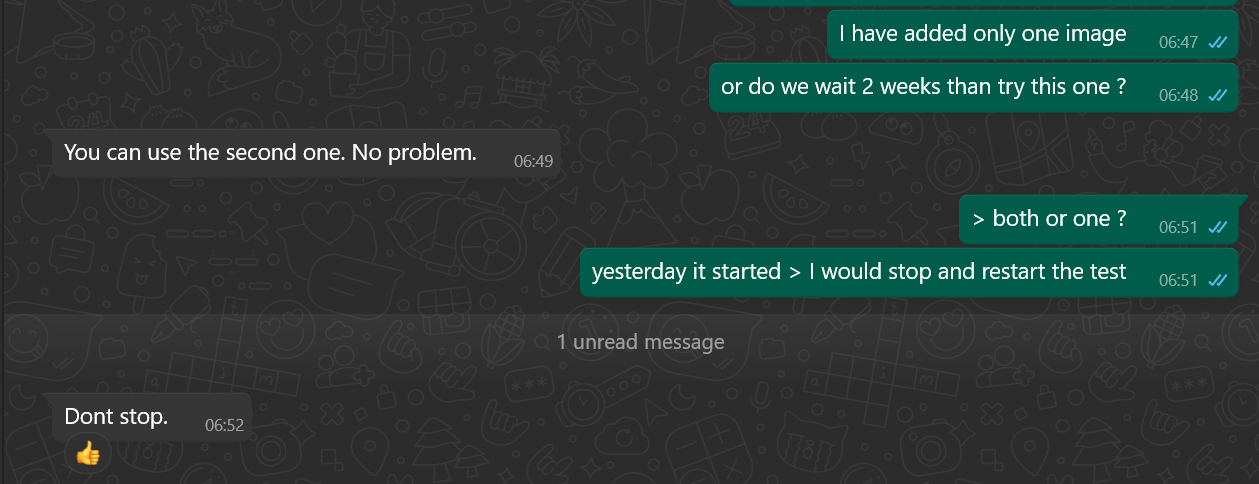 I have added only one image 06:47
or do we wait 2 weeks than try this one ? 06:48
You can use the second one. No problem. 06:49
> both or one ? 06:51
yesterday it started > I would stop and restart the test 06:51
1 unread message
Dont stop. 06:52